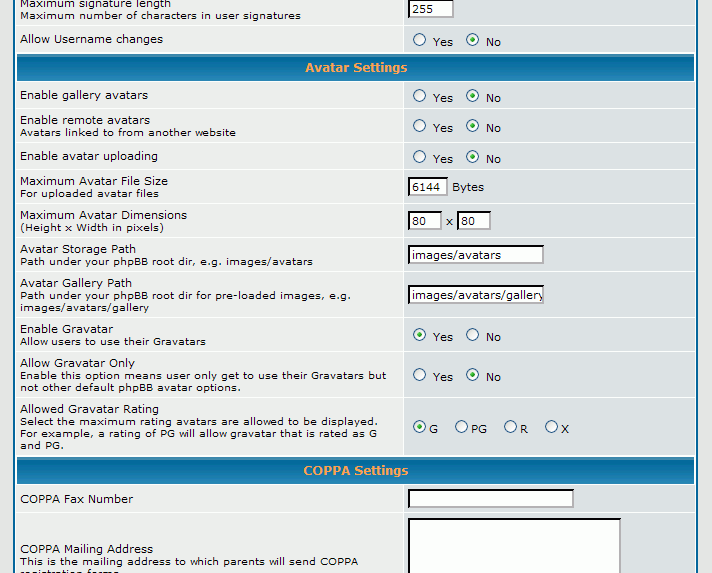 Maximum signature length
Maximum number of characters in user signatures
255
Allow Username changes
Yes No
Avatar Settings
Enable gallery avatars
Yes No
Enable remote avatars
Avatars linked to from another website
Yes No
Enable avatar uploading
Yes No
Maximum Avatar File Size
For uploaded avatar files
6144 Bytes
Maximum Avatar Dimensions
(Height x Width in pixels)
80 x 80
Avatar Storage Path
Path under your phpBB root dir, e.g. images/avatars
images/avatars
Avatar Gallery Path
Path under your phpBB root dir for pre-loaded images, e.g.
images/avatars/gallery
images/avatars/gallery
Enable Gravatar
Allow users to use their Gravatars
Yes No
Allow Gravatar Only
Enable this option means user only get to use their Gravatars but
not other default phpBB avatar options.
Yes No
Allowed Gravatar Rating
Select the maximum rating avatars are allowed to be displayed.
For example, a rating of PG will allow gravatar that is rated as G
and PG.
G PG R X
COPPA Settings
COPPA Fax Number
COPPA Mailing Address
This is the mailing address to which parents will send COPPA
registration forms